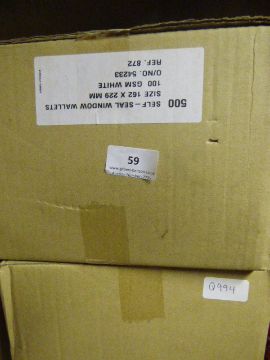 500 SELF-SEAL WINDOW WALLETS
SIZE 162 X 229 MM
100 GSM WHITE
O/NO. 54233
REF. 872
59
Q994